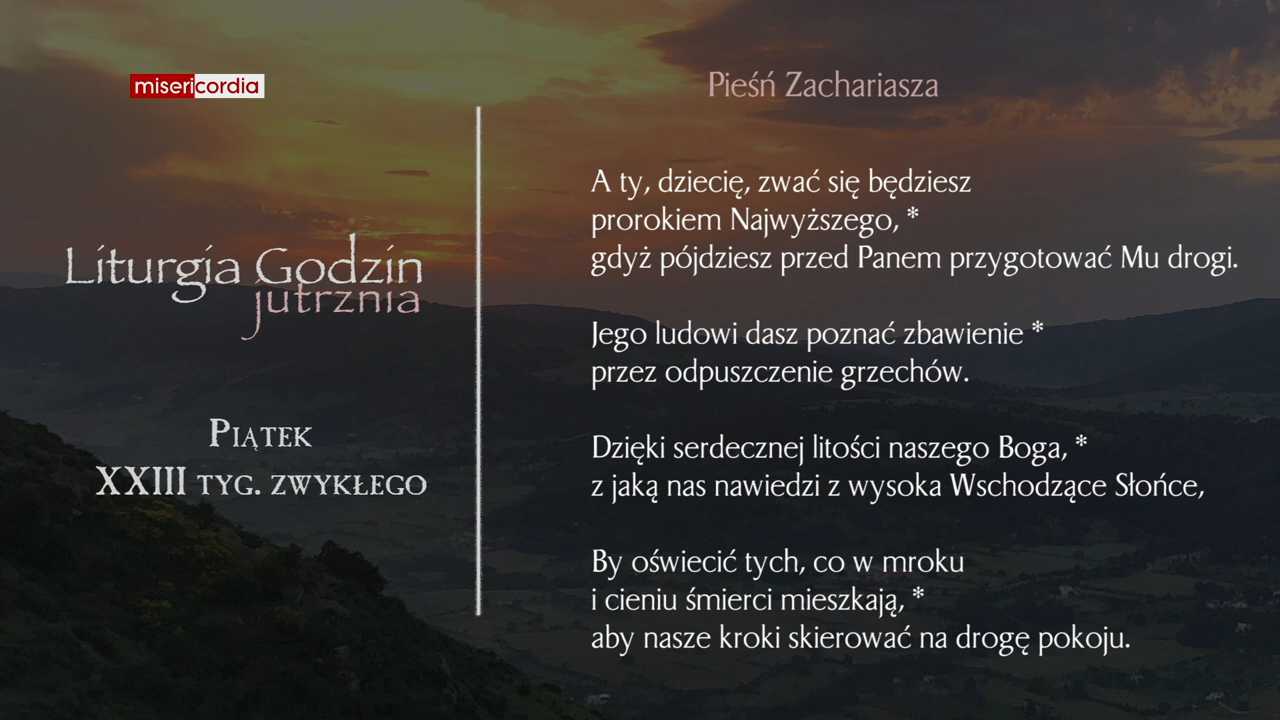 misericordia
Liturgia Godzin
jutrznia
Piątek
XXIII tyg. zwykłego
Pieśń Zachariasza
A ty, dziecię, zwać się będziesz
prorokiem Najwyższego, *
gdyż pójdziesz przed Panem przygotować Mu drogi.
Jego ludowi dasz poznać zbawienie *
przez odpuszczenie grzechów.
Dzięki serdecznej litości naszego Boga, *
z jaką nas nawiedzi z wysoka Wschodzące Słońce,
By oświecić tych, co w mroku
i cieniu śmierci mieszkają, *
aby nasze kroki skierować na drogę pokoju.